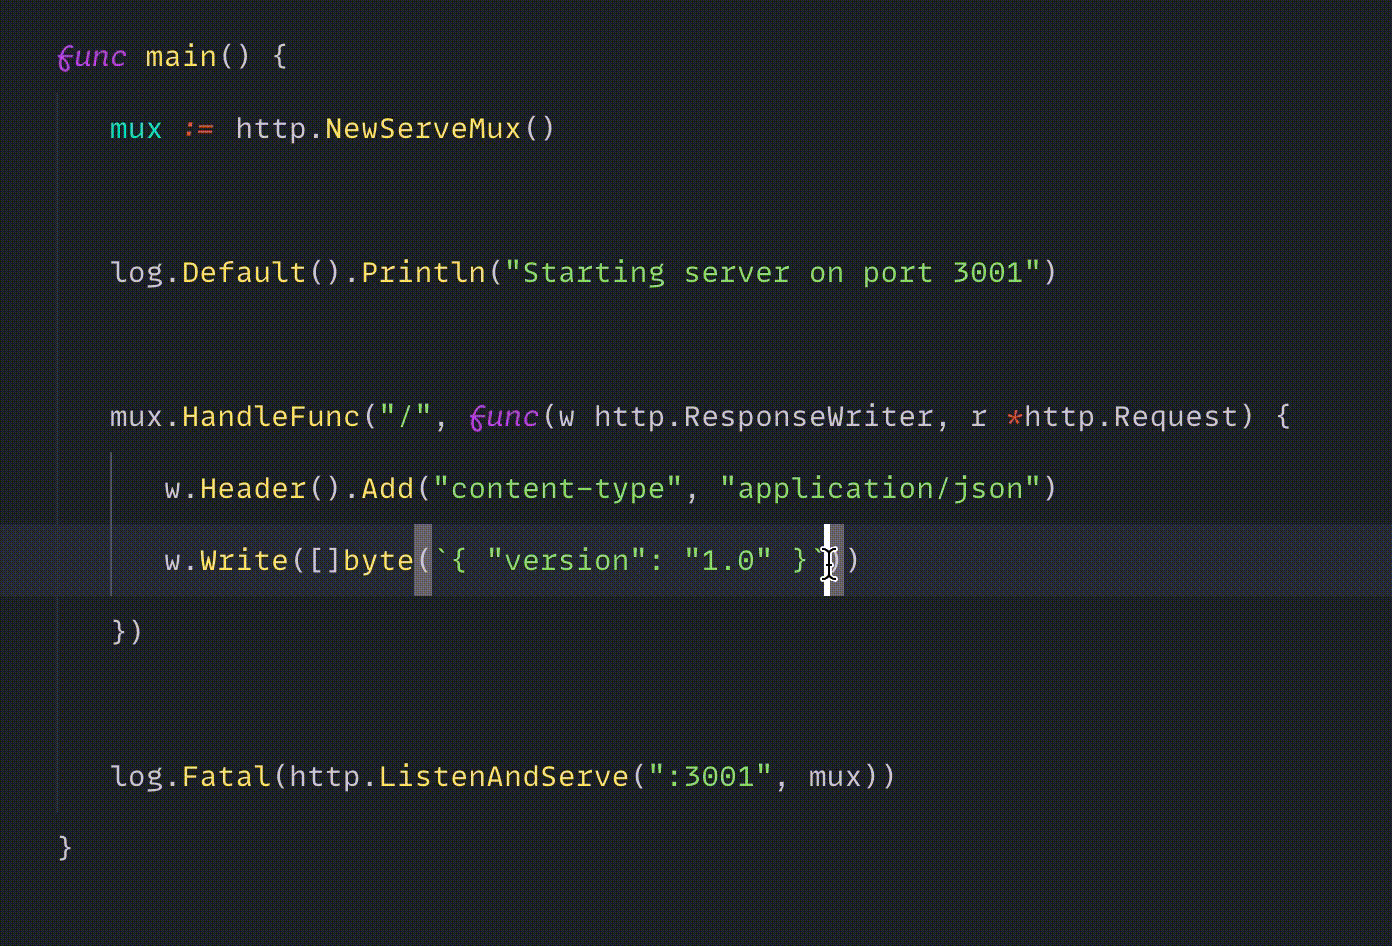 func main() {
mux := http.NewServeMux()
log.Default().Println("Starting server on port 3001")
mux.HandleFunc("/", func(w http.ResponseWriter, r *http.Request) {
w.Header().Add("content-type", "application/json")
w.Write([]byte(`{ "version": "1.0" }`))
})
log.Fatal(http.ListenAndServe(":3001", mux))
}